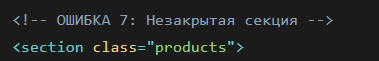 <!-- ОШИБКА 7: Незакрытая секция -->
<section class="products">